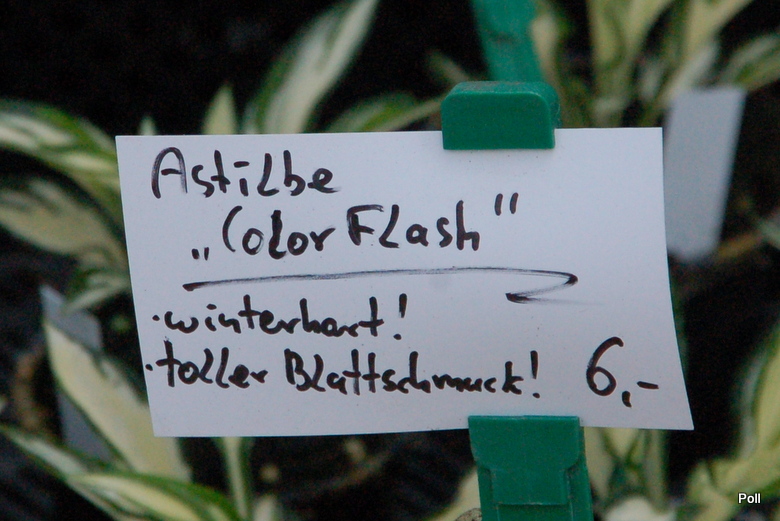 Astilbe
„Color Flash"
·winterhart!
·toller Blattschmuck! 6,-
Poll